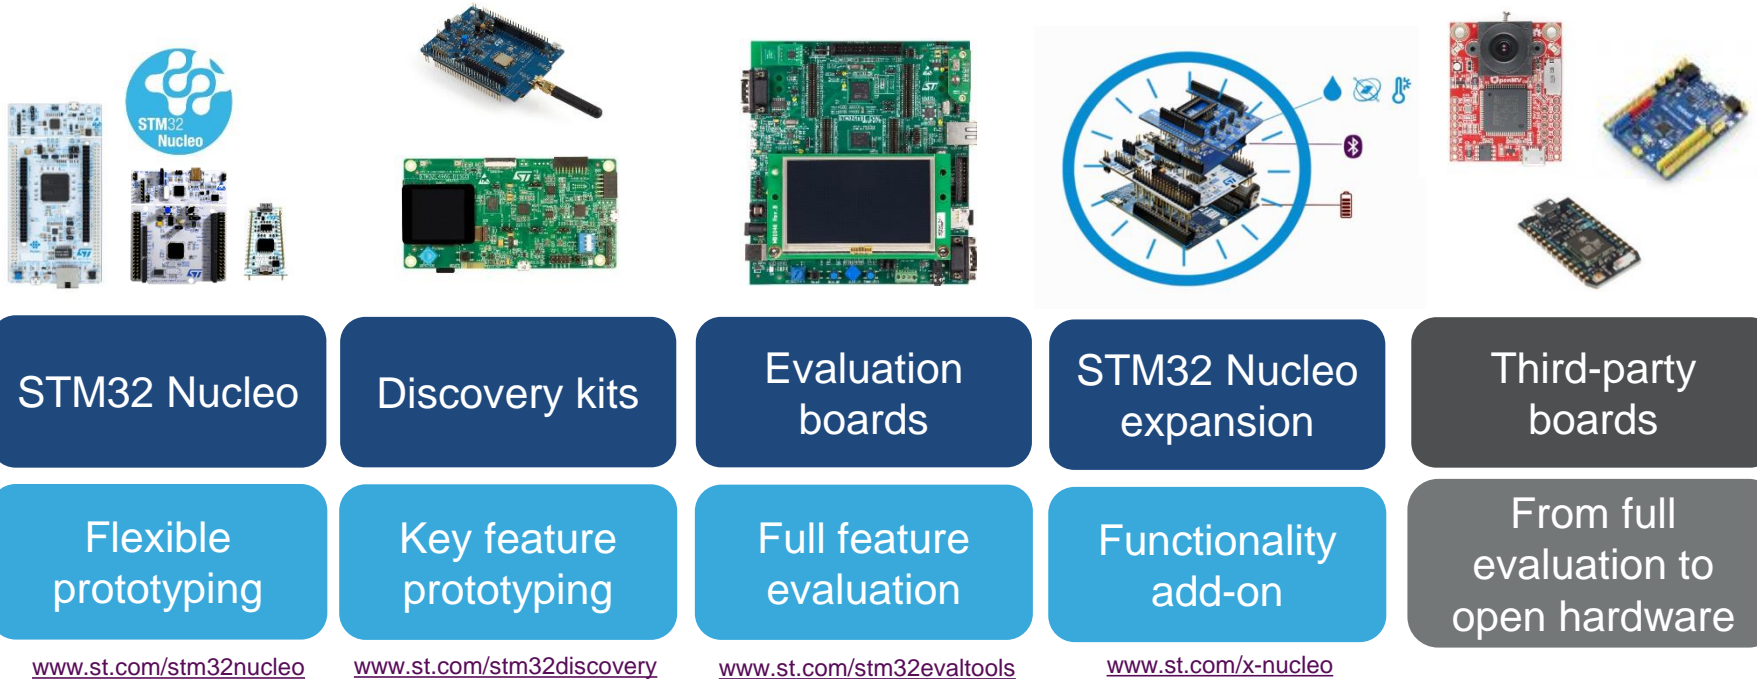 STM32
Nucleo
OpenMV
STM32 Nucleo
Discovery kits
Evaluation
boards
STM32 Nucleo
expansion
Third-party
boards
Flexible
prototyping
Key feature
prototyping
Full feature
evaluation
Functionality
add-on
From full
evaluation to
open hardware
www.st.com/stm32nucleo
www.st.com/stm32discovery
www.st.com/stm32evaltools
www.st.com/x-nucleo